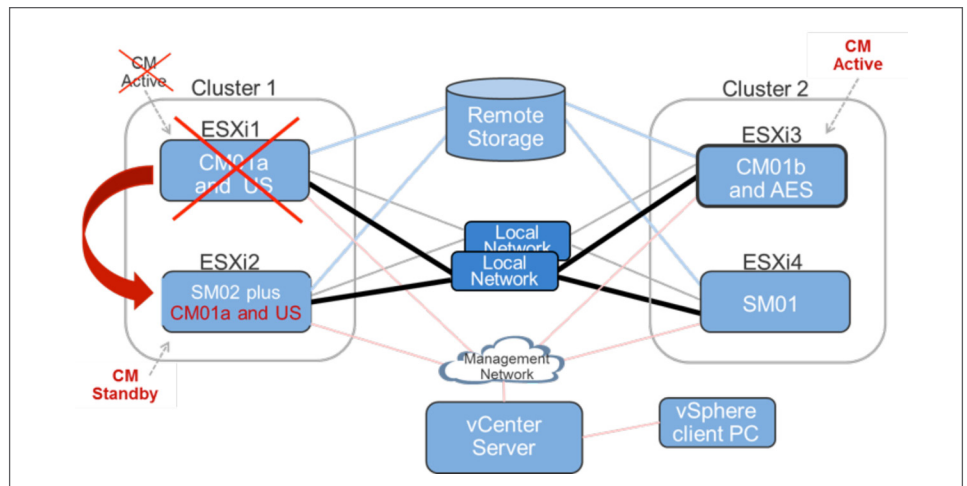 CM
Active
Cluster 1
ESXi1
CM01a
and US
ESXi2
SM02 plus
CM01a and US
CM
Standby
Remote
Storage
Local
Network
Local
Network
Management
Network
vCenter
Server
vSphere
client PC
CM
Active
Cluster 2
ESXi3
CM01b
and AES
ESXi4
SM01